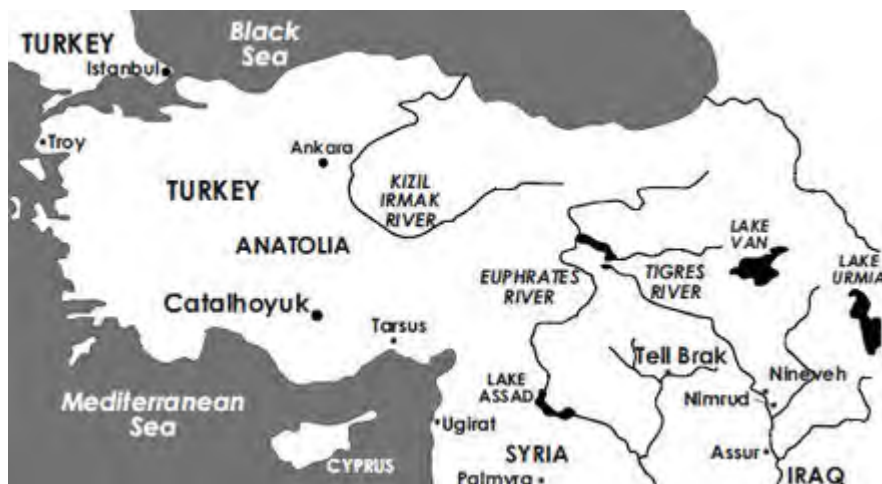 TURKEY
Black
Sea
Istanbul
Troy
Ankara
TURKEY
KIZIL
IRMAK
RIVER
ANATOLIA
LAKE
VAN
LAKE
URMIA
EUPHRATES
RIVER
TIGRES
RIVER
Catalhoyuk
Tarsus
Tell Brak
Nineveh
Nimrud
LAKE
ASSAD
Mediterranean
Sea
Ugirat
CYPRUS
SYRIA
Assur
IRAQ
Palmyra